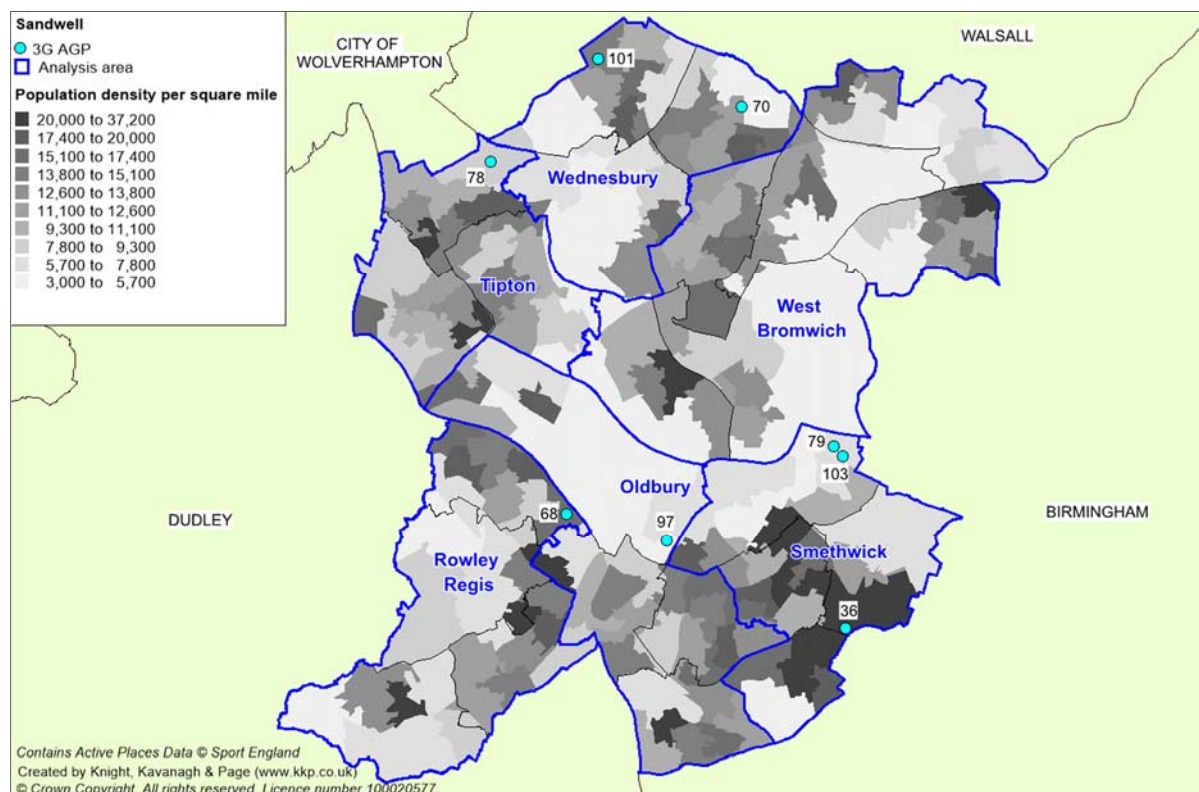 Sandwell
3G AGP
Analysis area
Population density per square mile
20,000 to 37,200
17,400 to 20,000
15,100 to 17,400
13,800 to 15,100
12,600 to 13,800
11,100 to 12,600
9,300 to 11,100
7,800 to 9,300
5,700 to 7,800
3,000 to 5,700
CITY OF
WOLVERHAMPTON
WALSALL
101
70
78
Wednesbury
Tipton
West
Bromwich
79
103
Oldbury
68
97
DUDLEY
BIRMINGHAM
Smethwick
Rowley
Regis
36
Contains Active Places Data © Sport England
Created by Knight, Kavanagh & Page (www.kkp.co.uk)
© Crown Copyright. All rights reserved. Licence number 100020577